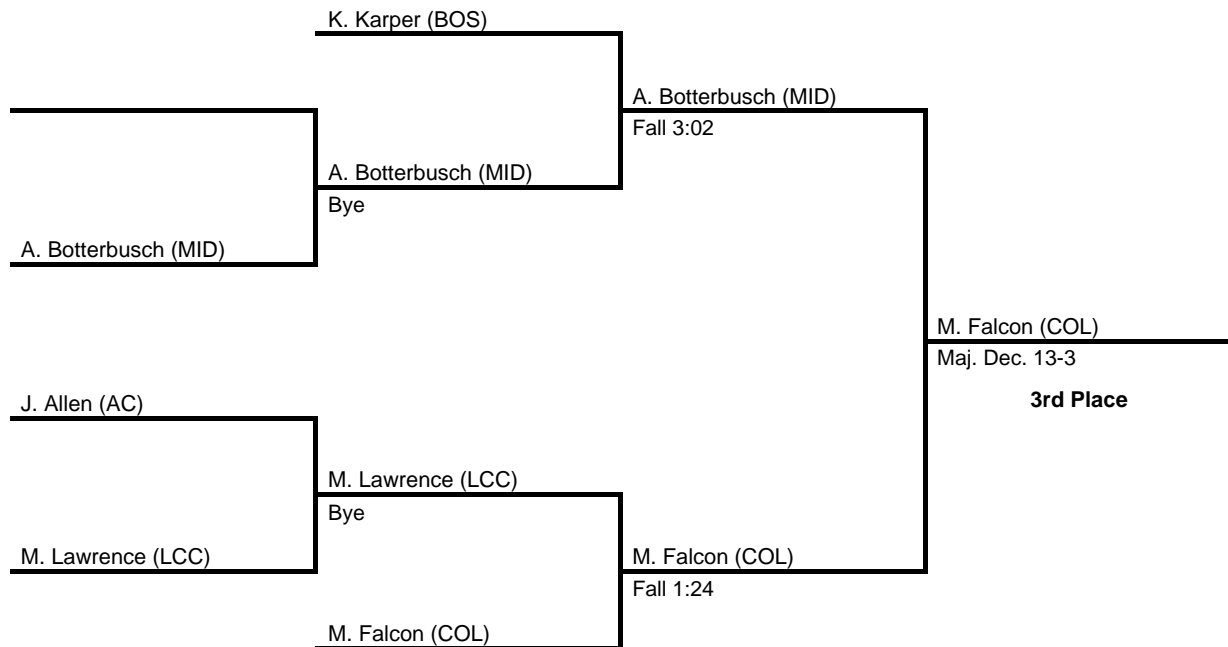 K. Karper (BOS)
A. Botterbusch (MID)
Fall 3:02
A. Botterbusch (MID)
Bye
A. Botterbusch (MID)
M. Falcon (COL)
Maj. Dec. 13-3
3rd Place
J. Allen (AC)
M. Lawrence (LCC)
Bye
M. Lawrence (LCC)
M. Falcon (COL)
Fall 1:24
M. Falcon (COL)